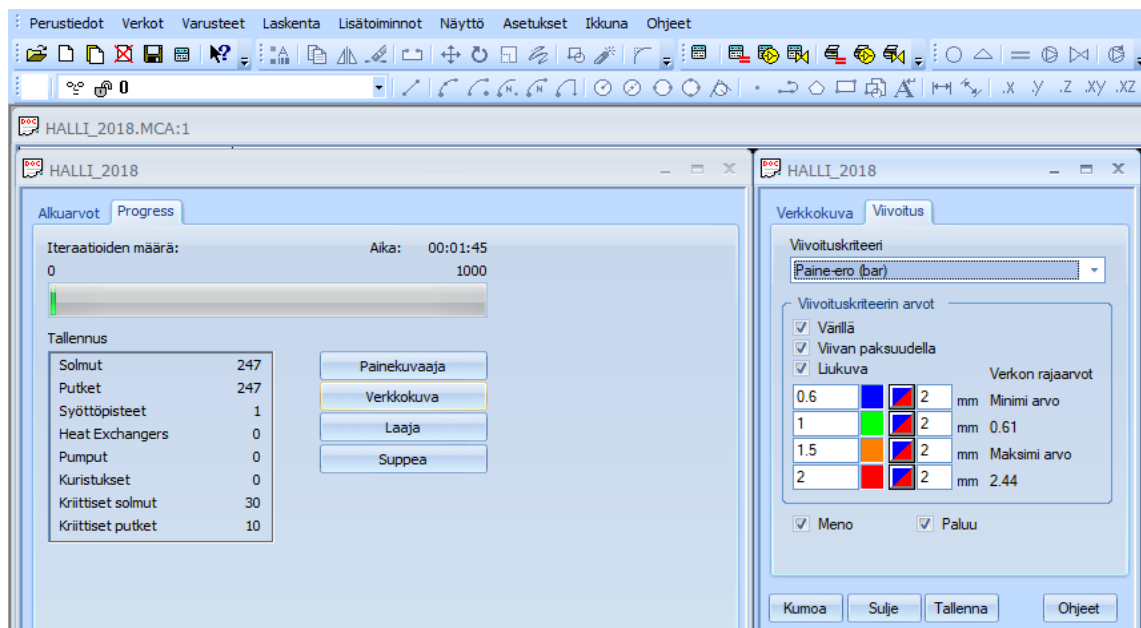 Perustiedot Verkot Varusteet Laskenta Lisätoiminnot Näyttö Asetukset Ikkuna Ohjeet
0
.X .Y .Z .XY .XZ
HALLI_2018.MCA:1
HALLI_2018
Alkuarvot Progress
Iteraatioiden määrä: Aika: 00:01:45
0 1000
Tallennus
Solmut 247
Putket 247
Syöttöpisteet 1
Heat Exchangers 0
Pumput 0
Kuristukset 0
Kriittiset solmut 30
Kriittiset putket 10
Painekuvaaja
Verkkokuva
Laaja
Suppea
HALLI_2018
Verkkokuva Viivoitus
Viivoituskriteeri
Paine-ero (bar)
Viivoituskriteerin arvot
Värillä
Viivan paksuudella
Liukuva Verkon rajaarvot
0.6 2 mm Minimi arvo
1 2 mm 0.61
1.5 2 mm Maksimi arvo
2 2 mm 2.44
Meno Paluu
Kumoa Sulje Tallenna Ohjeet